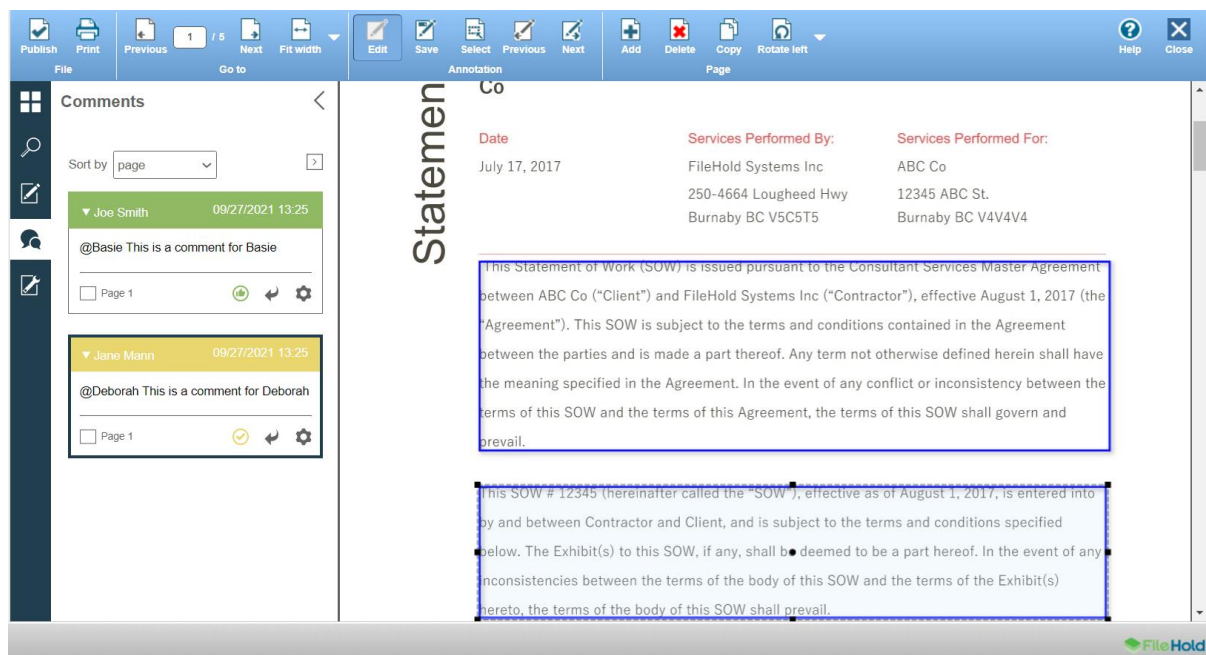 Publish Print Previous 1 / 5 Next Fit width Edit Save Select Previous Next Add Delete Copy Rotate left Help Close
File Go to Annotation Page
Comments
Sort by page
Joe Smith 09/27/2021 13:25
@Basie This is a comment for Basie
Page 1
Jane Mann 09/27/2021 13:25
@Deborah This is a comment for Deborah
Page 1
Statemen
Co
Date Services Performed By: Services Performed For:
July 17, 2017 FileHold Systems Inc ABC Co
250-4664 Lougheed Hwy 12345 ABC St.
Burnaby BC V5C5T5 Burnaby BC V4V4V4
This Statement of Work (SOW) is issued pursuant to the Consultant Services Master Agreement
between ABC Co (“Client”) and FileHold Systems Inc (“Contractor”), effective August 1, 2017 (the
“Agreement”). This SOW is subject to the terms and conditions contained in the Agreement
between the parties and is made a part thereof. Any term not otherwise defined herein shall have
the meaning specified in the Agreement. In the event of any conflict or inconsistency between the
terms of this SOW and the terms of this Agreement, the terms of this SOW shall govern and
prevail.
This SOW # 12345 (hereinafter called the “SOW”), effective as of August 1, 2017, is entered into
by and between Contractor and Client, and is subject to the terms and conditions specified
below. The Exhibit(s) to this SOW, if any, shall be deemed to be a part hereof. In the event of any
inconsistencies between the terms of the body of this SOW and the terms of the Exhibit(s)
hereto, the terms of the body of this SOW shall prevail.
FileHold